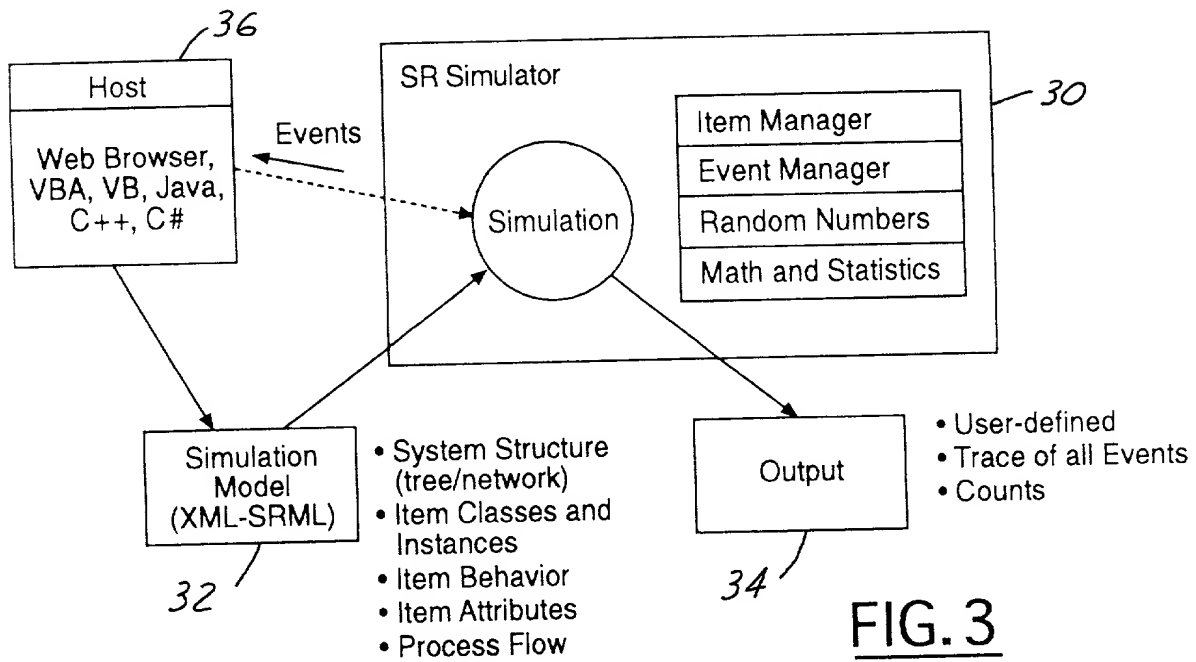 36
Host
Web Browser,
VBA, VB, Java,
C++, C#
Events
SR Simulator
30
Item Manager
Event Manager
Random Numbers
Math and Statistics
Simulation
Simulation
Model
(XML-SRML)
32
• System Structure
(tree/network)
• Item Classes and
Instances
• Item Behavior
• Item Attributes
• Process Flow
Output
34
• User-defined
• Trace of all Events
• Counts
FIG. 3